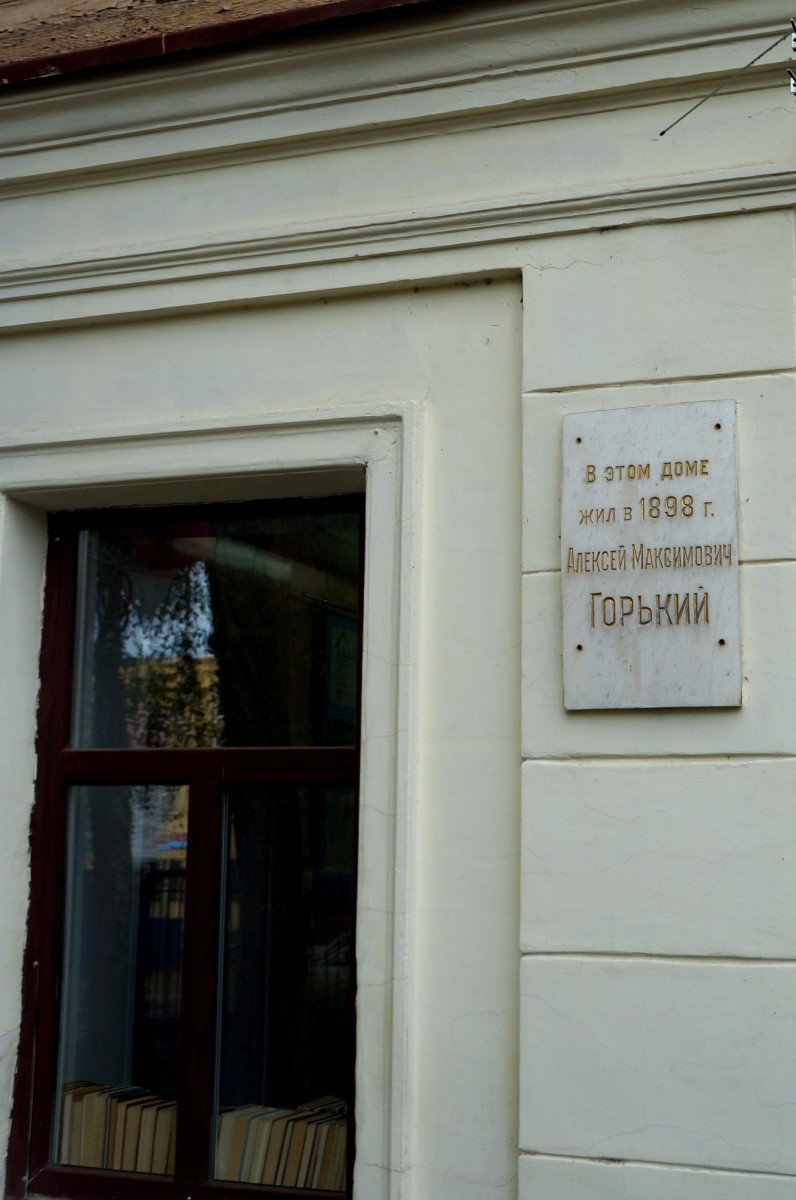 В ЭТОМ ДОМЕ
ЖИЛ В 1898 Г.
АЛЕКСЕЙ МАКСИМОВИЧ
ГОРЬКИЙ